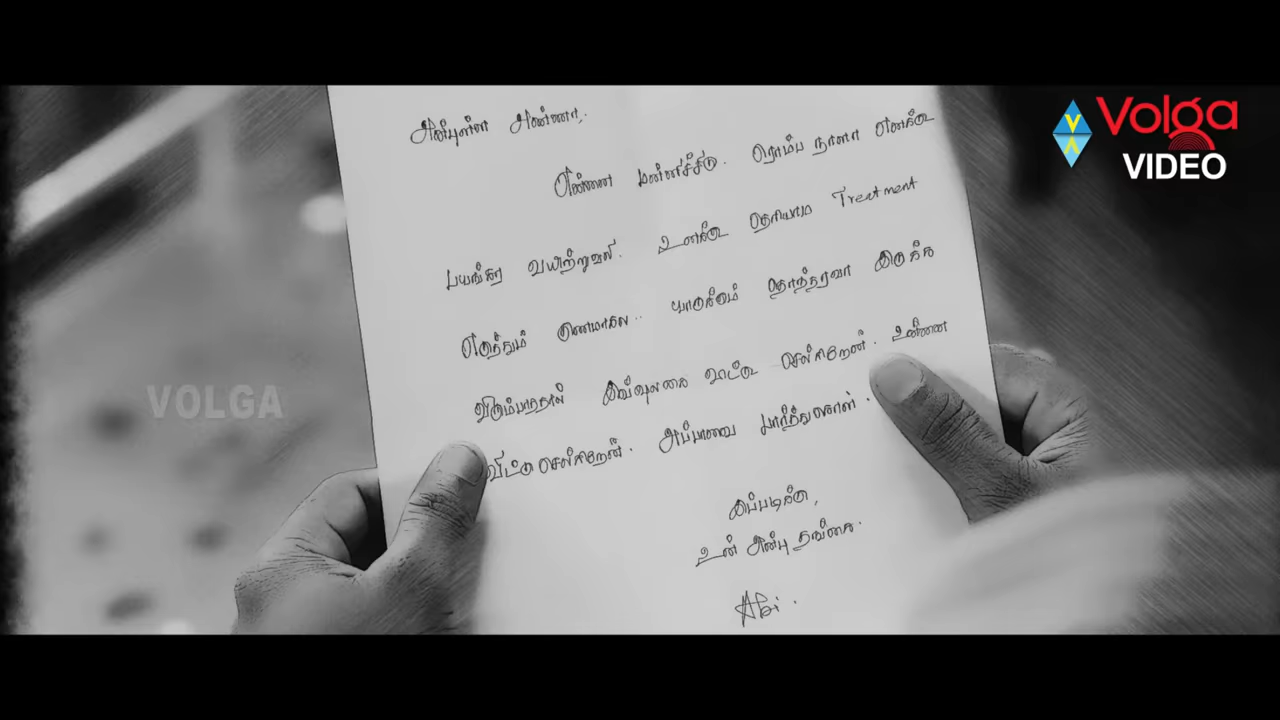 அன்புள்ள அண்ணா,
என்னை மன்னிச்சிடு. ரொம்ப நாளா எனக்கு
பயங்கர வயிற்றுவலி. உனக்கு தெரியாம Treatment
எடுத்தும் குணமாகல.. யாருக்கும் தொந்தரவா இருக்க
விரும்பாததால் இவ்வுலகை விட்டு செல்கிறேன். உன்னை
விட்டு செல்கிறேன். அப்பாவை பார்த்துகொள்.
இப்படிக்கு,
உன் அன்பு தங்கை.
Abi.
Volga
VIDEO
VOLGA